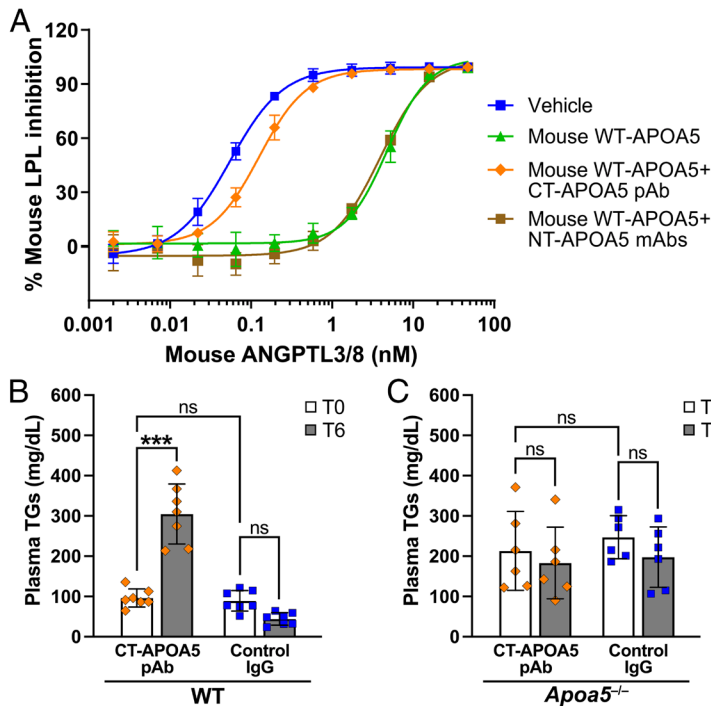 A
% Mouse LPL inhibition
120
90
60
30
0
0.001 0.01 0.1 1 10 100
Mouse ANGPTL3/8 (nM)
Vehicle
Mouse WT-APOA5
Mouse WT-APOA5+
CT-APOA5 pAb
Mouse WT-APOA5+
NT-APOA5 mAbs
B
Plasma TGs (mg/dL)
600
500
400
300
200
100
0
ns
***
ns
T0
T6
CT-APOA5
pAb
Control
IgG
WT
C
Plasma TGs (mg/dL)
600
500
400
300
200
100
0
ns
ns
ns
T
T
CT-APOA5
pAb
Control
IgG
Apoa5–/–